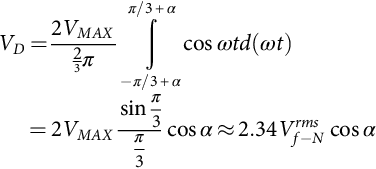 V_D = \frac{2V_{MAX}}{\frac{2}{3}\pi} \int_{-\pi/3+\alpha}^{\pi/3+\alpha} \cos \omega t d(\omega t)
= 2V_{MAX} \frac{\sin \frac{\pi}{3}}{\frac{\pi}{3}} \cos \alpha \approx 2.34 V_{f-N}^{rms} \cos \alpha